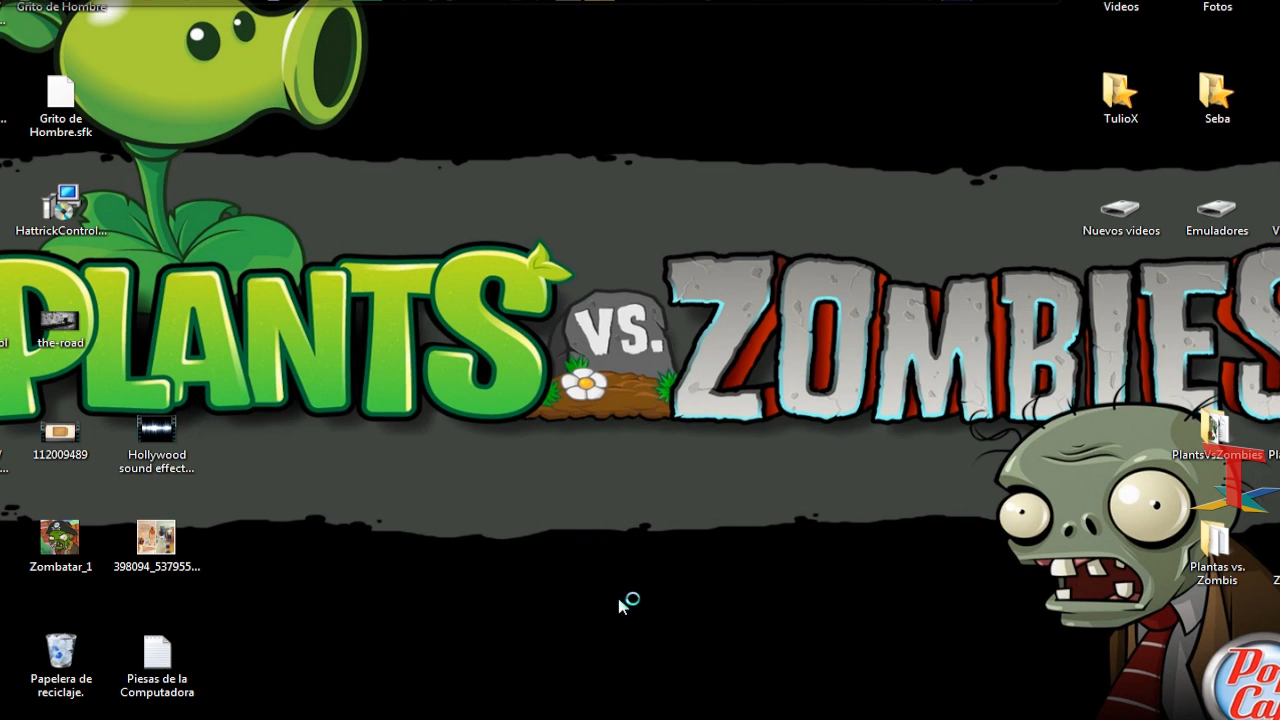 Grito de Hombre
Videos
Fotos
Grito de
Hombre.sfk
TulioX
Seba
HattrickControl...
Nuevos videos
Emuladores
PLANTS VS. ZOMBIES
the-road
112009489
Hollywood
sound effect...
PlantsVsZombies
Zombatar_1
398094_537955...
Plantas vs.
Zombis
Papelera de
reciclaje.
Piesas de la
Computadora